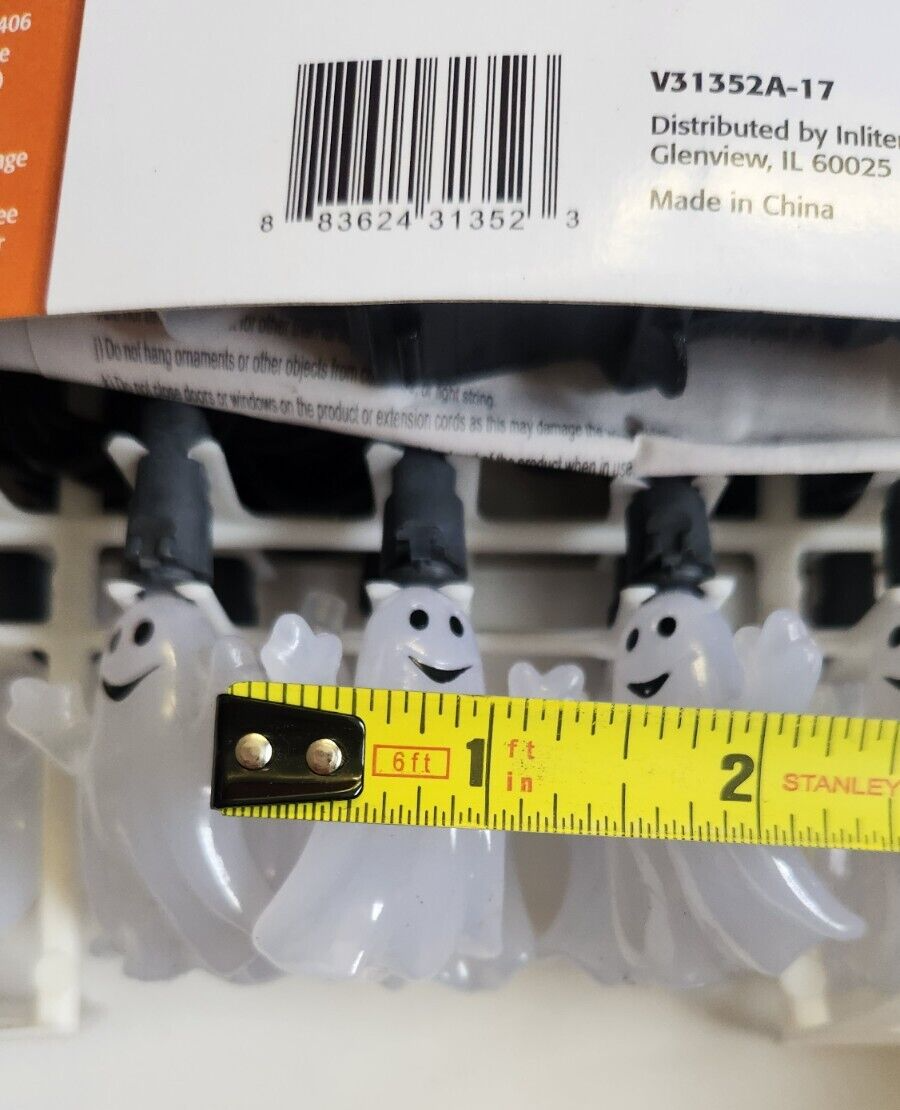 406
e
)
age
ee
r
V31352A-17
Distributed by Inliten
Glenview, IL 60025
Made in China
8 83624 31352 3
j) Do not hang ornaments or other objects from or light string.
k) Do not close doors or windows on the product or extension cords as this may damage the
of the product when in use.
6ft 1 ft in 2 STANLEY